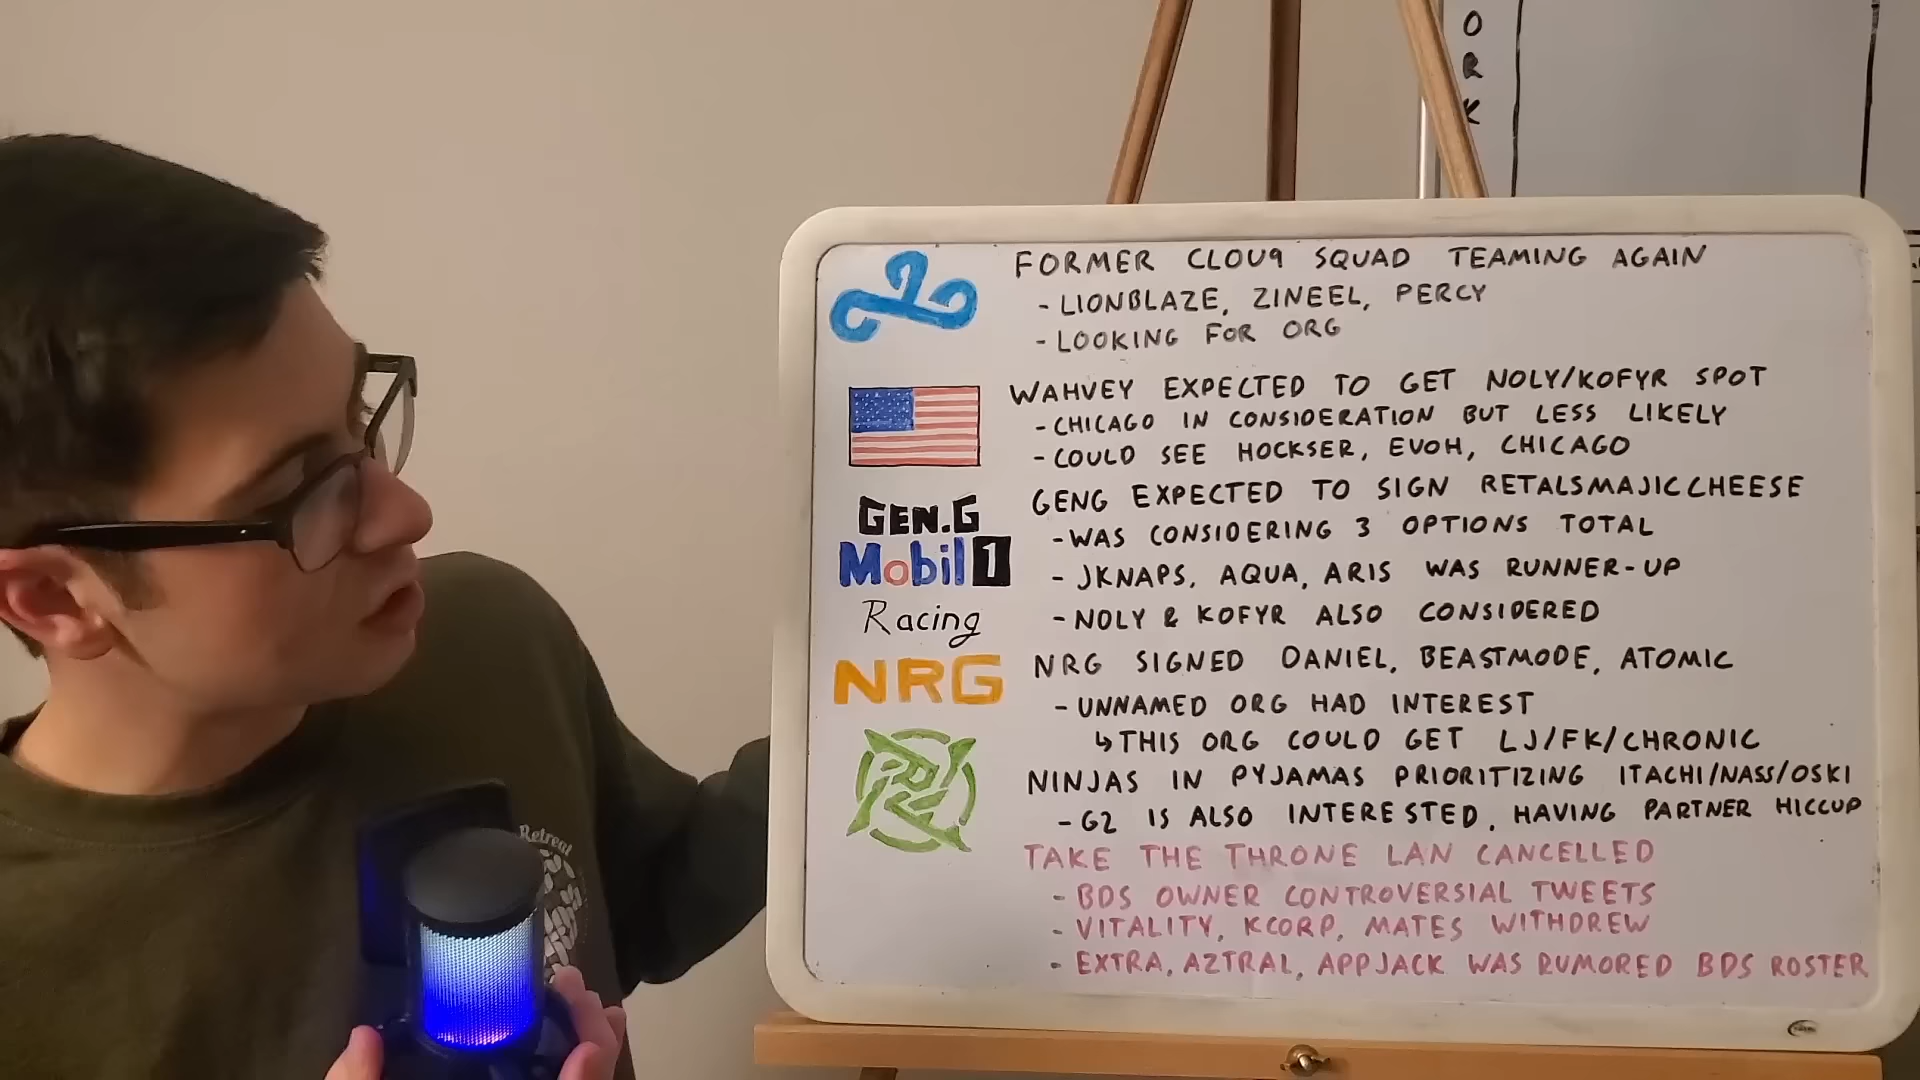 O
R
K
FORMER CLOU9 SQUAD TEAMING AGAIN
- LIONBLAZE, ZINEEL, PERCY
- LOOKING FOR ORG
WAHVEY EXPECTED TO GET NOLY/KOFYR SPOT
- CHICAGO IN CONSIDERATION BUT LESS LIKELY
- COULD SEE HOCKSER, EVOH, CHICAGO
GEN.G
Mobil 1
Racing
GENG EXPECTED TO SIGN RETALSMAJICCHEESE
- WAS CONSIDERING 3 OPTIONS TOTAL
- JKNAPS, AQUA, ARIS WAS RUNNER-UP
- NOLY & KOFYR ALSO CONSIDERED
NRG
NRG SIGNED DANIEL, BEASTMODE, ATOMIC
- UNNAMED ORG HAD INTEREST
↳ THIS ORG COULD GET LJ/FK/CHRONIC
NINJAS IN PYJAMAS PRIORITIZING ITACHI/NASS/OSKI
- G2 IS ALSO INTERESTED, HAVING PARTNER HICCUP
TAKE THE THRONE LAN CANCELLED
- BDS OWNER CONTROVERSIAL TWEETS
- VITALITY, KCORP, MATES WITHDREW
- EXTRA, AZTRAL, APPJACK WAS RUMORED BDS ROSTER
Retreat